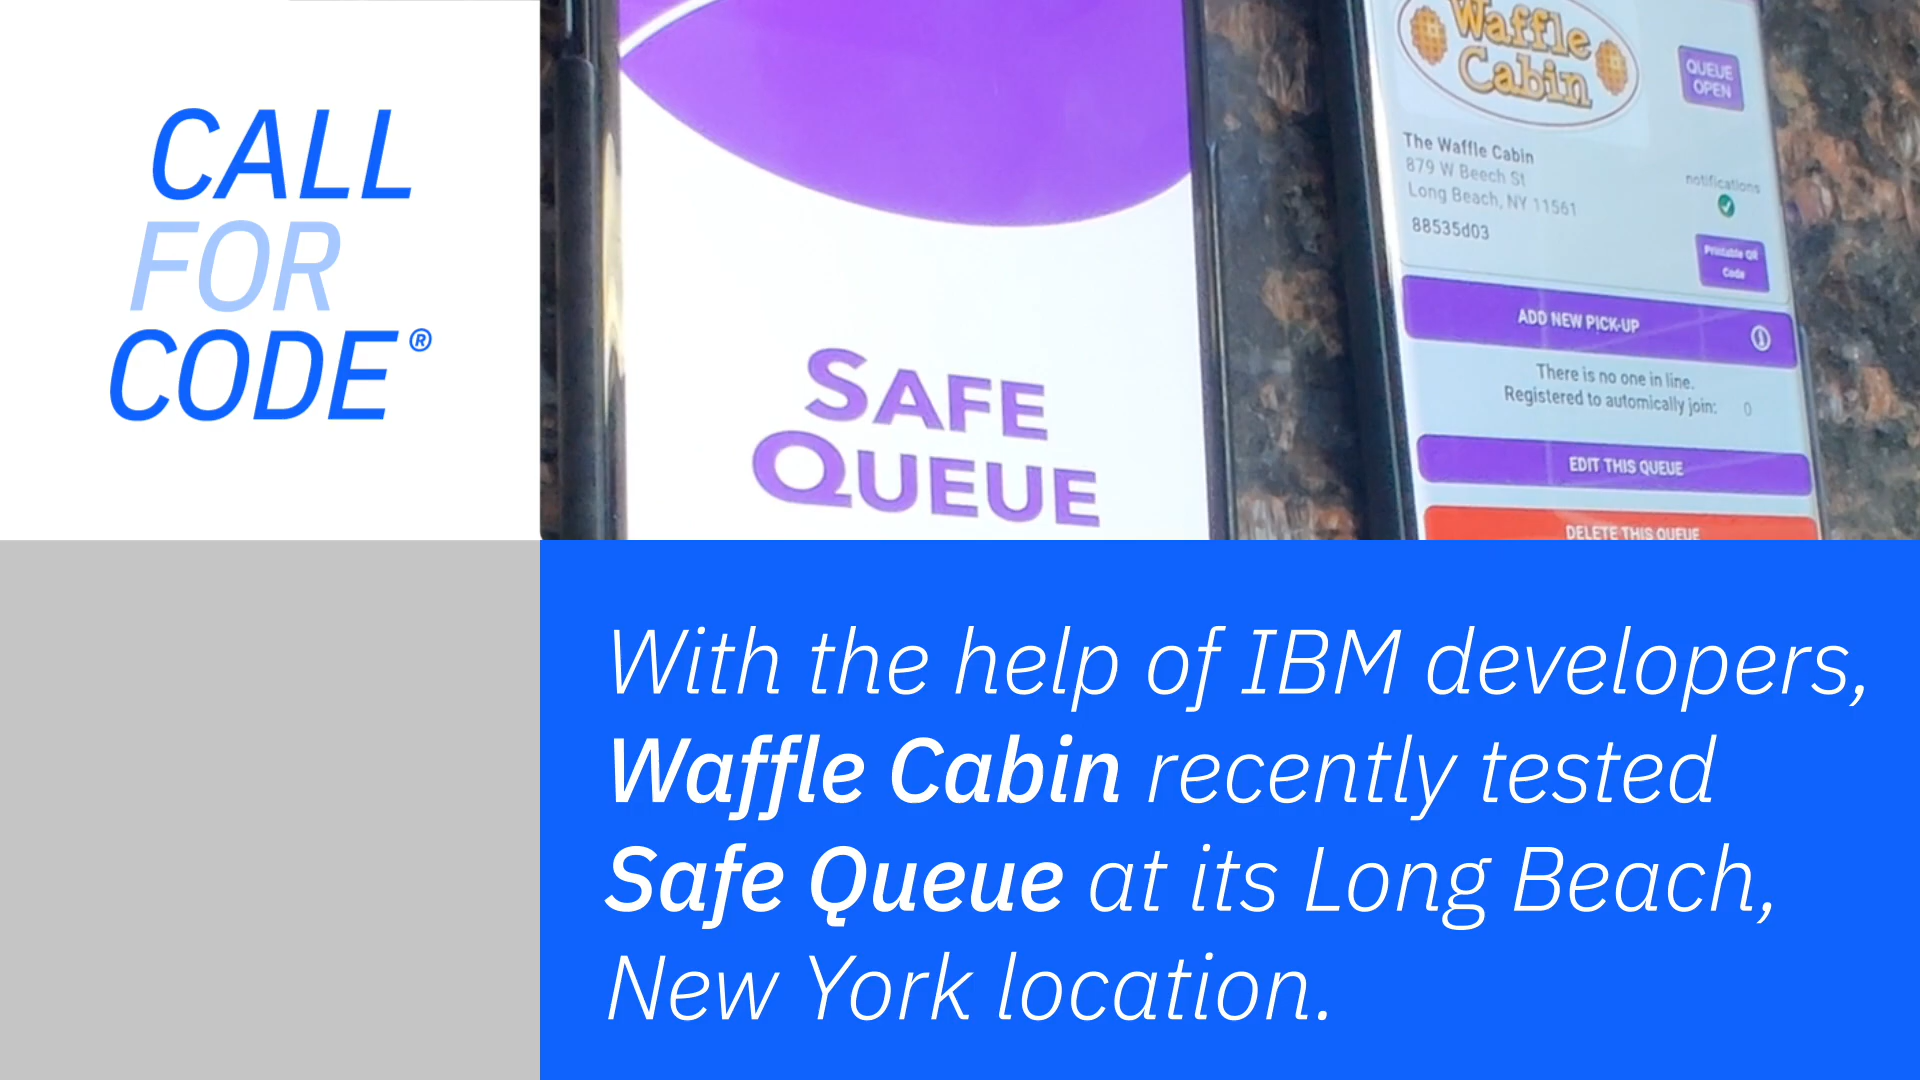 CALL
FOR
CODE®
SAFE
QUEUE
Waffle
Cabin
QUEUE
OPEN
The Waffle Cabin
879 W Beech St
Long Beach, NY 11561
88535d03
notifications
Printable QR
Code
ADD NEW PICK-UP
There is no one in line.
Registered to automically join: 0
EDIT THIS QUEUE
DELETE THIS QUEUE
With the help of IBM developers,
Waffle Cabin recently tested
Safe Queue at its Long Beach,
New York location.